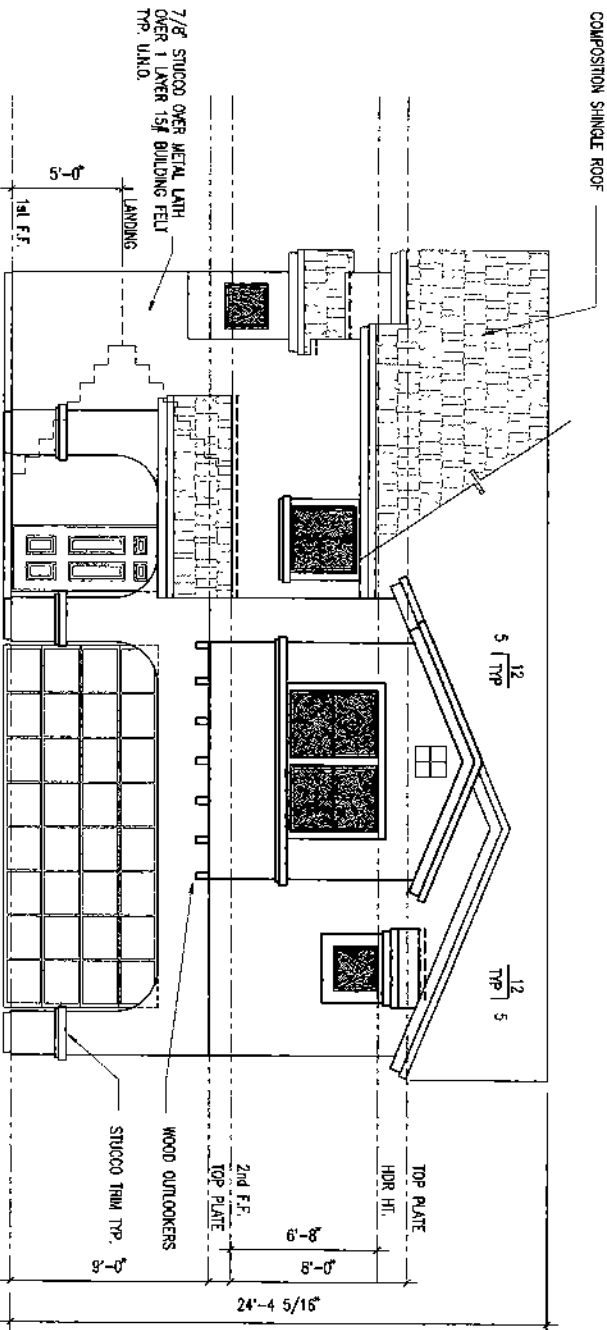 COMPOSITION SHINGLE ROOF
7/8" STUCCO OVER METAL LATH
OVER 1 LAYER 15# BUILDING FELT
TYP. U.N.O.
5'-0"
LANDING
1st F.F.
12
5 TYP
12
TYP 5
TOP PLATE
HDR HT.
2nd F.F.
TOP PLATE
WOOD OUTLOOKERS
STUCCO TRIM TYP.
6'-8"
8'-0"
9'-0"
24'-4 5/16"